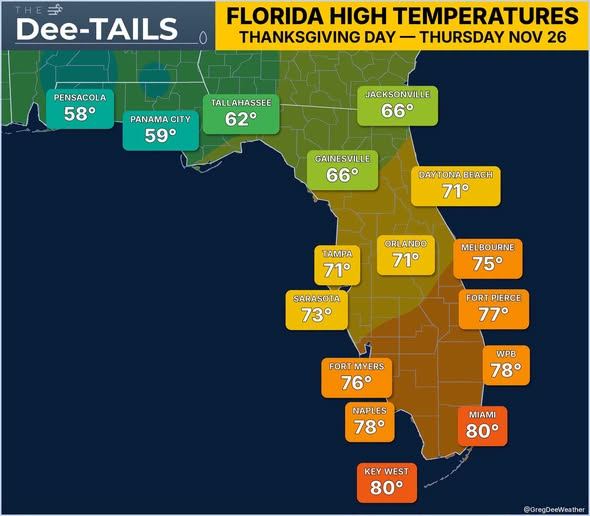 THE
Dee-TAILS
FLORIDA HIGH TEMPERATURES
THANKSGIVING DAY — THURSDAY NOV 26
PENSACOLA
58°
PANAMA CITY
59°
TALLAHASSEE
62°
JACKSONVILLE
66°
GAINESVILLE
66°
DAYTONA BEACH
71°
TAMPA
71°
ORLANDO
71°
MELBOURNE
75°
SARASOTA
73°
FORT PIERCE
77°
FORT MYERS
76°
WPB
78°
NAPLES
78°
MIAMI
80°
KEY WEST
80°
@GregDeeWeather